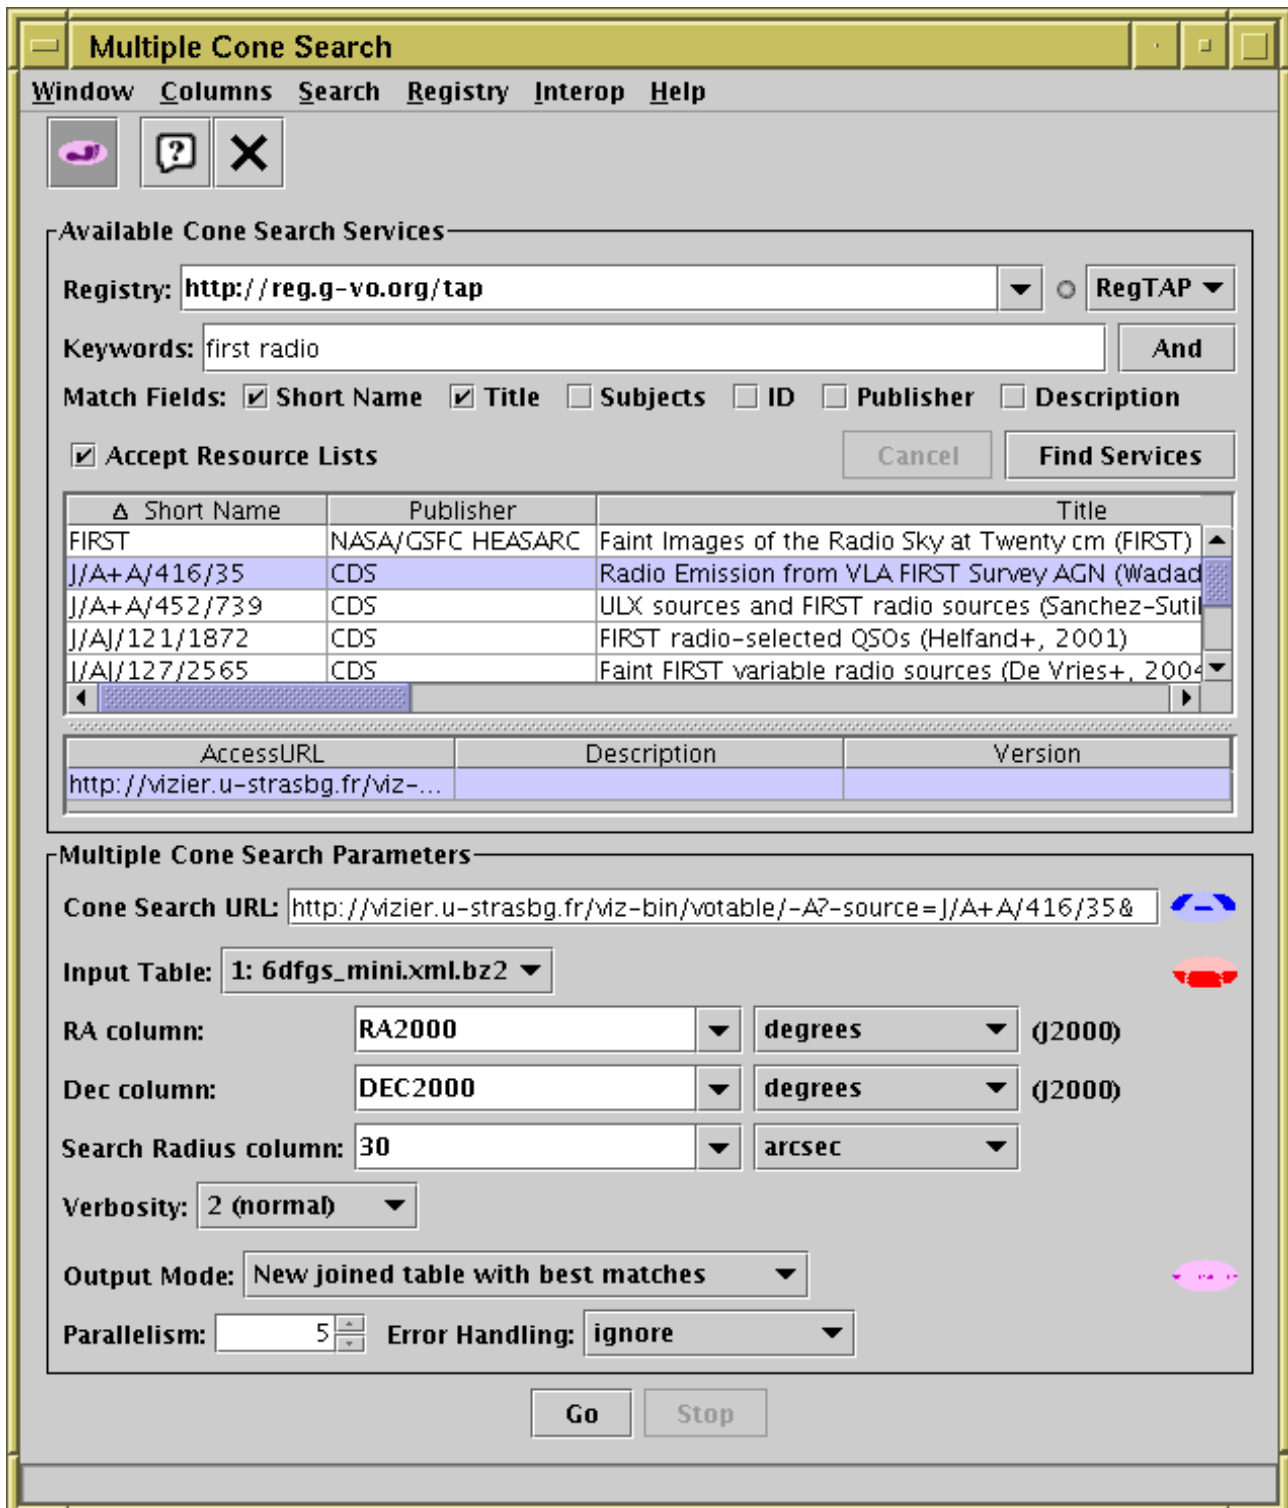 Multiple Cone Search
Window Columns Search Registry Interop Help
Available Cone Search Services
Registry: http://reg.g-vo.org/tap RegTAP
Keywords: first radio And
Match Fields: Short Name Title Subjects ID Publisher Description
Accept Resource Lists Cancel Find Services
Short Name Publisher Title
FIRST NASA/GSFC HEASARC Faint Images of the Radio Sky at Twenty cm (FIRST)
J/A+A/416/35 CDS Radio Emission from VLA FIRST Survey AGN (Wadad
J/A+A/452/739 CDS ULX sources and FIRST radio sources (Sanchez-Sutil
J/AJ/121/1872 CDS FIRST radio-selected QSOs (Helfand+, 2001)
J/AJ/127/2565 CDS Faint FIRST variable radio sources (De Vries+, 2004
AccessURL Description Version
http://vizier.u-strasbg.fr/viz-...
Multiple Cone Search Parameters
Cone Search URL: http://vizier.u-strasbg.fr/viz-bin/votable/-A?-source=J/A+A/416/35&
Input Table: 1: 6dfgs_mini.xml.bz2
RA column: RA2000 degrees (J2000)
Dec column: DEC2000 degrees (J2000)
Search Radius column: 30 arcsec
Verbosity: 2 (normal)
Output Mode: New joined table with best matches
Parallelism: 5 Error Handling: ignore
Go Stop